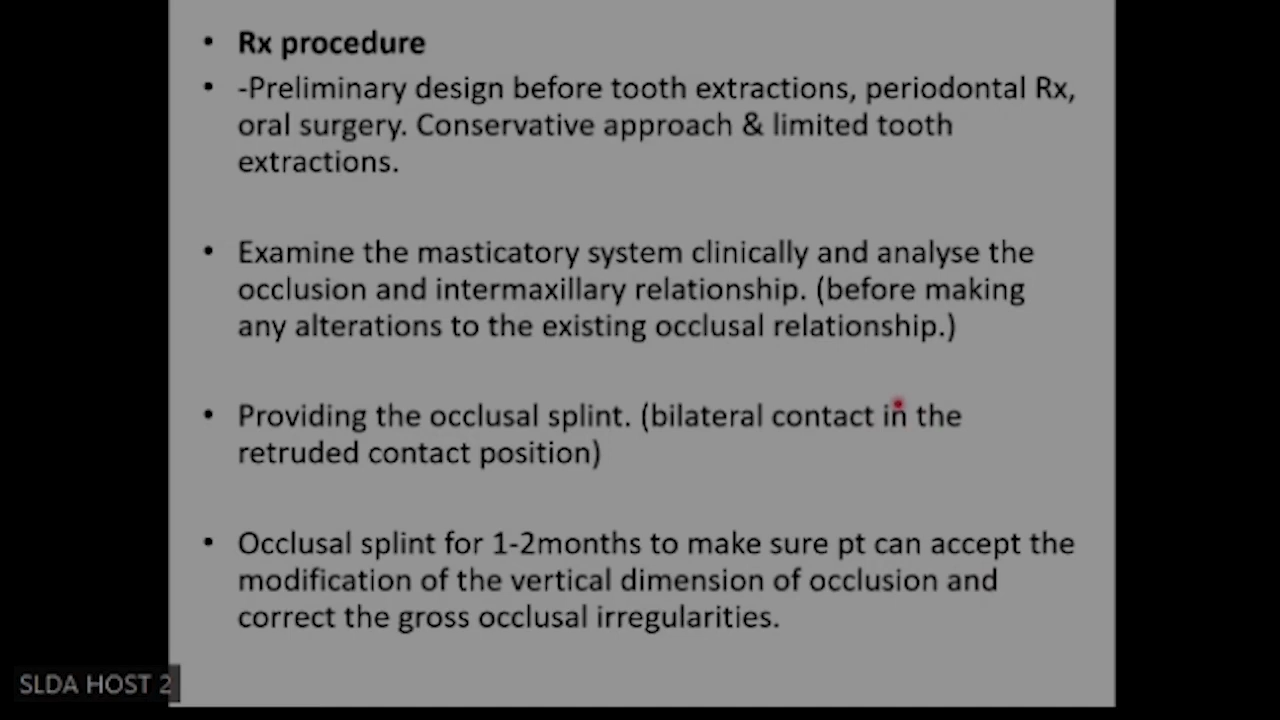 • Rx procedure
• -Preliminary design before tooth extractions, periodontal Rx,
oral surgery. Conservative approach & limited tooth
extractions.
• Examine the masticatory system clinically and analyse the
occlusion and intermaxillary relationship. (before making
any alterations to the existing occlusal relationship.)
• Providing the occlusal splint. (bilateral contact in the
retruded contact position)
• Occlusal splint for 1-2months to make sure pt can accept the
modification of the vertical dimension of occlusion and
correct the gross occlusal irregularities.
SLDA HOST 2